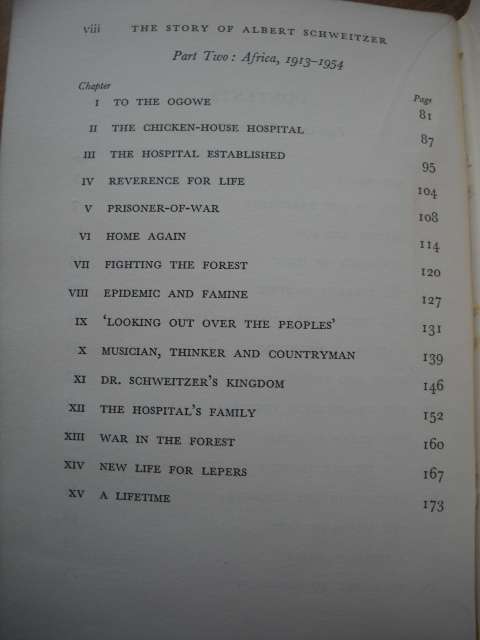 viii THE STORY OF ALBERT SCHWEITZER
Part Two: Africa, 1913–1954
Chapter Page
I TO THE OGOWE 81
II THE CHICKEN-HOUSE HOSPITAL 87
III THE HOSPITAL ESTABLISHED 95
IV REVERENCE FOR LIFE 104
V PRISONER-OF-WAR 108
VI HOME AGAIN 114
VII FIGHTING THE FOREST 120
VIII EPIDEMIC AND FAMINE 127
IX ‘LOOKING OUT OVER THE PEOPLES’ 131
X MUSICIAN, THINKER AND COUNTRYMAN 139
XI DR. SCHWEITZER’S KINGDOM 146
XII THE HOSPITAL’S FAMILY 152
XIII WAR IN THE FOREST 160
XIV NEW LIFE FOR LEPERS 167
XV A LIFETIME 173